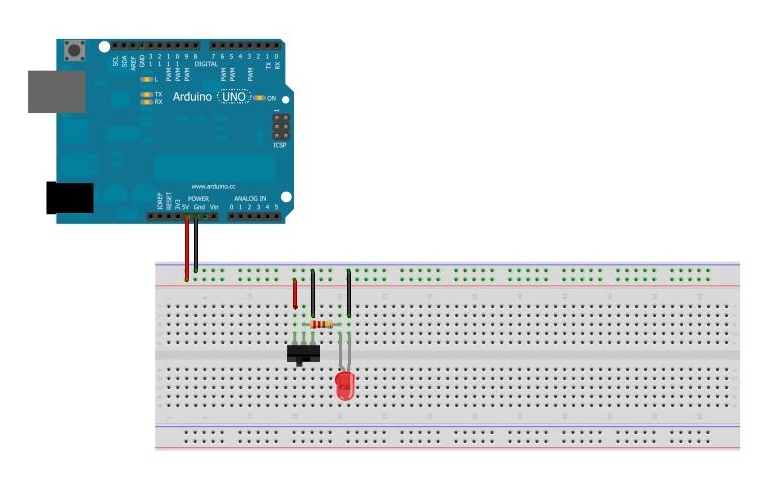 SCL
SDA
AREF
GND
13
12
11
10
9
8
7
6
5
4
3
2
1
0
PWM
PWM
PWM
PWM
PWM
PWM
TX
RX
DIGITAL
L
TX
RX
Arduino UNO
ON
1
ICSP
www.arduino.cc
POWER
ANALOG IN
IOREF
RESET
3V3
5V
Gnd
Vin
0 1 2 3 4 5